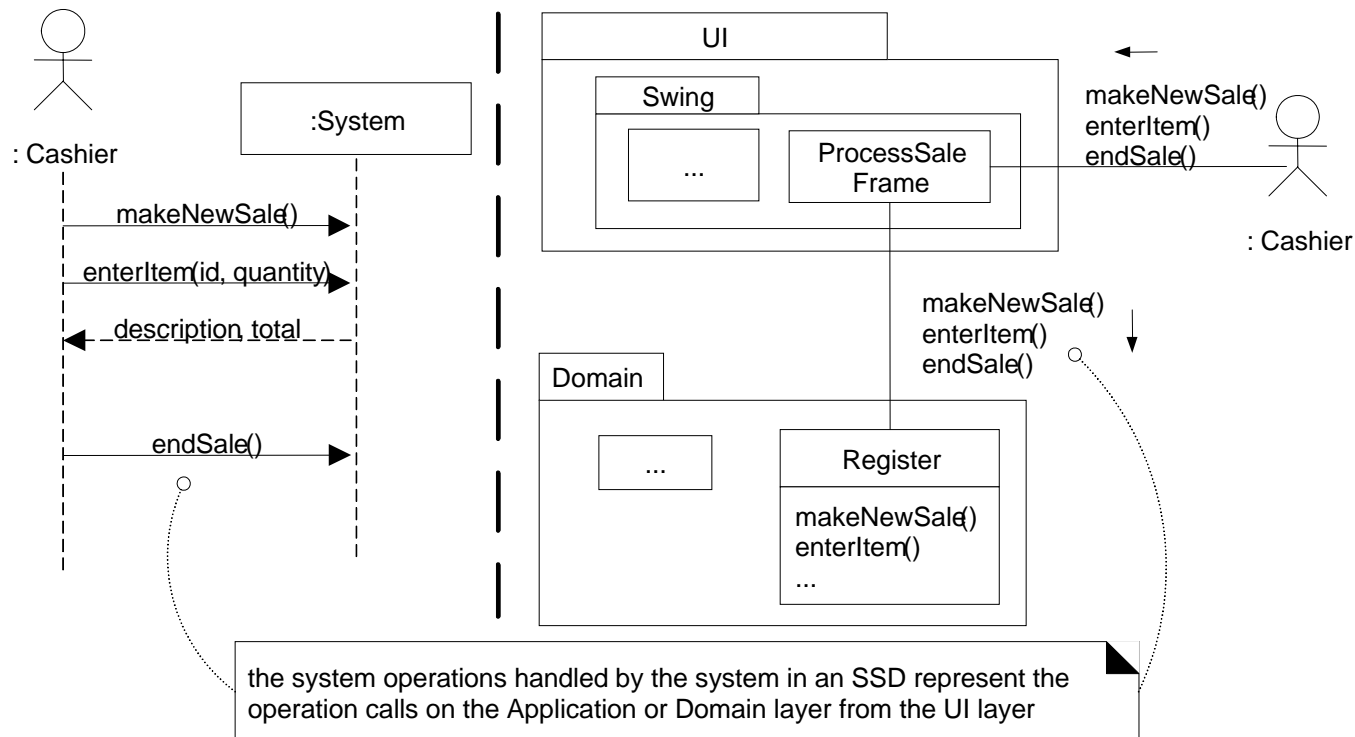 : Cashier
:System
makeNewSale()
enterItem(id, quantity)
description, total
endSale()
UI
Swing
...
ProcessSale
Frame
makeNewSale()
enterItem()
endSale()
: Cashier
makeNewSale()
enterItem()
endSale()
Domain
...
Register
makeNewSale()
enterItem()
...
the system operations handled by the system in an SSD represent the
operation calls on the Application or Domain layer from the UI layer